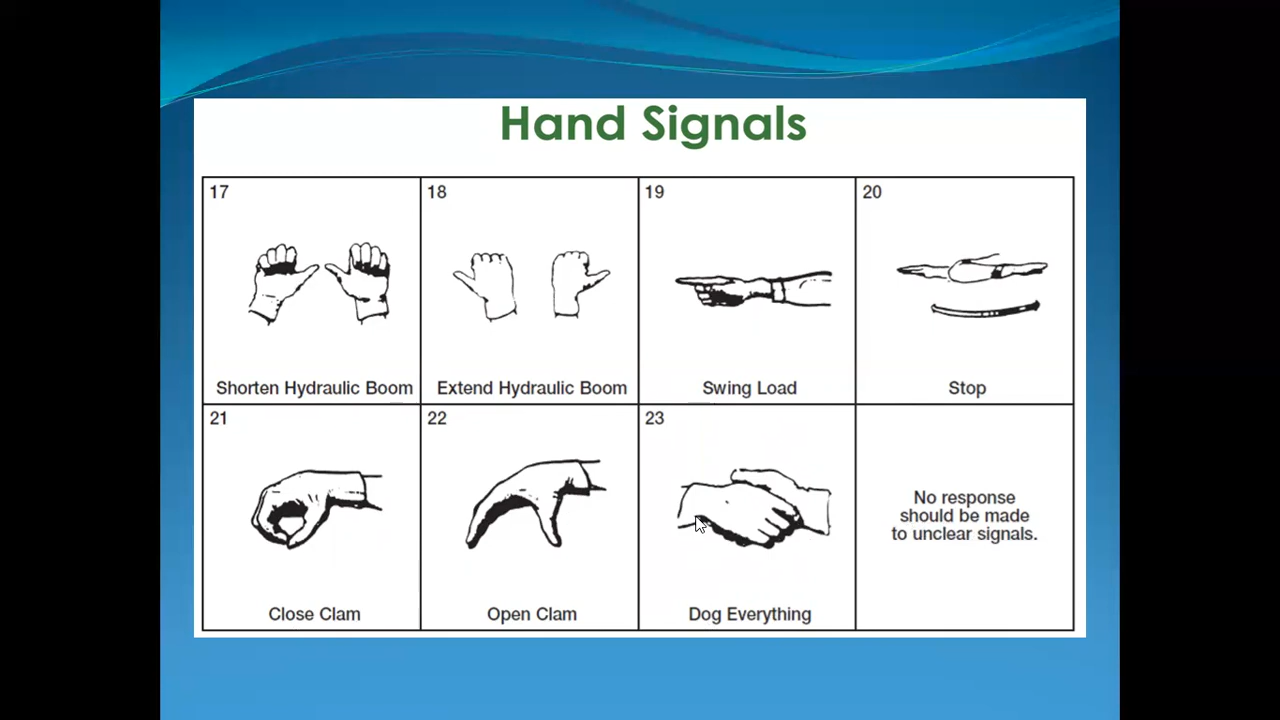 Hand Signals
17
18
19
20
Shorten Hydraulic Boom
Extend Hydraulic Boom
Swing Load
Stop
21
22
23
Close Clam
Open Clam
Dog Everything
No response
should be made
to unclear signals.